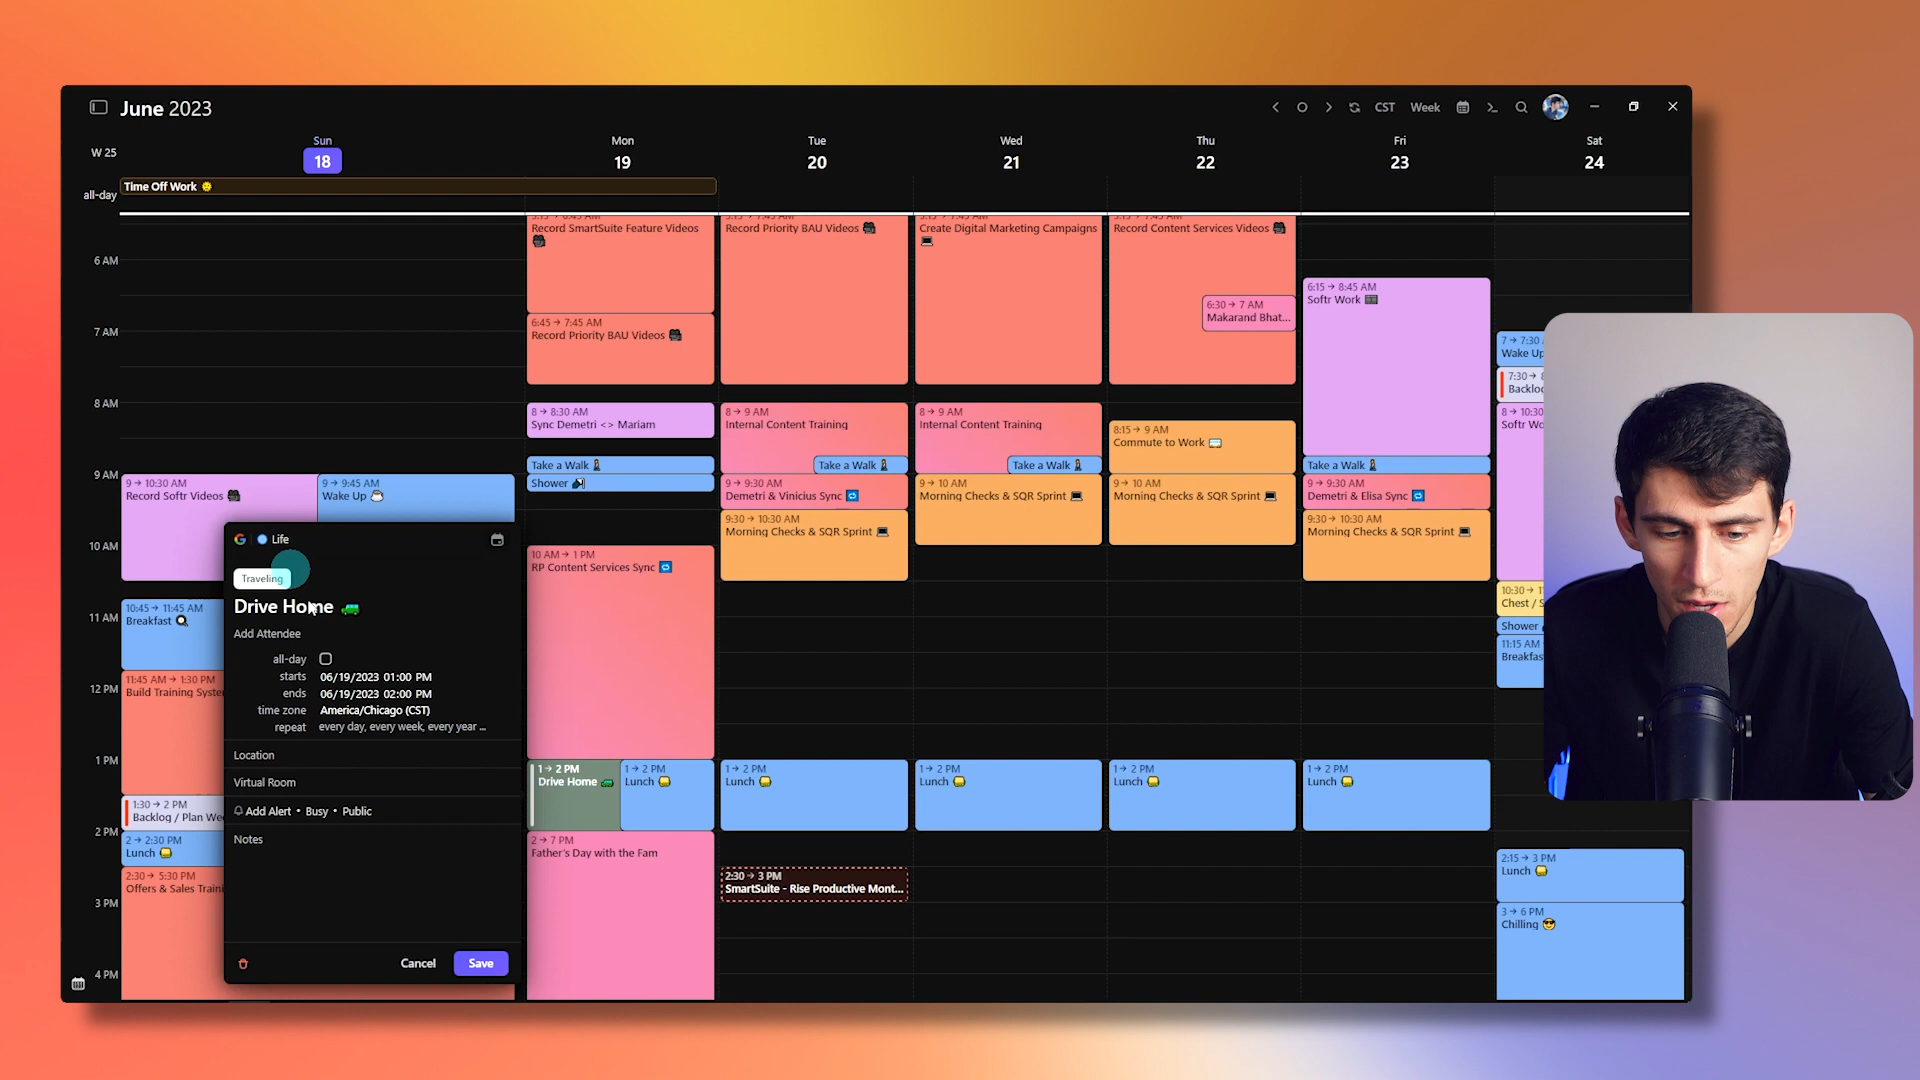 June 2023
CST
Week
W 25
Sun
18
Mon
19
Tue
20
Wed
21
Thu
22
Fri
23
Sat
24
all-day
Time Off Work
6 AM
7 AM
8 AM
9 AM
10 AM
11 AM
12 PM
1 PM
2 PM
3 PM
4 PM
9 → 10:30 AM
Record Softr Videos
9 → 9:45 AM
Wake Up
10:45 → 11:45 AM
Breakfast
11:45 AM → 1:30 PM
Build Training Syste
1:30 → 2 PM
Backlog / Plan We
2 → 2:30 PM
Lunch
2:30 → 5:30 PM
Offers & Sales Traini
Life
Traveling
Drive Home
Add Attendee
all-day
starts 06/19/2023 01:00 PM
ends 06/19/2023 02:00 PM
time zone America/Chicago (CST)
repeat every day, every week, every year ...
Location
Virtual Room
Add Alert • Busy • Public
Notes
Cancel
Save
Record SmartSuite Feature Videos
6:45 → 7:45 AM
Record Priority BAU Videos
8 → 8:30 AM
Sync Demetri <> Mariam
Take a Walk
Shower
10 AM → 1 PM
RP Content Services Sync
1 → 2 PM
Drive Home
1 → 2 PM
Lunch
2 → 7 PM
Father's Day with the Fam
Record Priority BAU Videos
8 → 9 AM
Internal Content Training
Take a Walk
9 → 9:30 AM
Demetri & Vinicius Sync
9:30 → 10:30 AM
Morning Checks & SQR Sprint
1 → 2 PM
Lunch
2:30 → 3 PM
SmartSuite - Rise Productive Mont...
Create Digital Marketing Campaigns
8 → 9 AM
Internal Content Training
Take a Walk
9 → 10 AM
Morning Checks & SQR Sprint
1 → 2 PM
Lunch
Record Content Services Videos
6:30 → 7 AM
Makarand Bhat...
8:15 → 9 AM
Commute to Work
9 → 10 AM
Morning Checks & SQR Sprint
1 → 2 PM
Lunch
6:15 → 8:45 AM
Softr Work
Take a Walk
9 → 9:30 AM
Demetri & Elisa Sync
9:30 → 10:30 AM
Morning Checks & SQR Sprint
1 → 2 PM
Lunch
7 → 7:30
Wake Up
7:30 → 8
Backlo
8 → 10:30
Softr Wo
10:30 → 1
Chest / S
Shower
11:15 AM
Breakfas
2:15 → 3 PM
Lunch
3 → 6 PM
Chilling